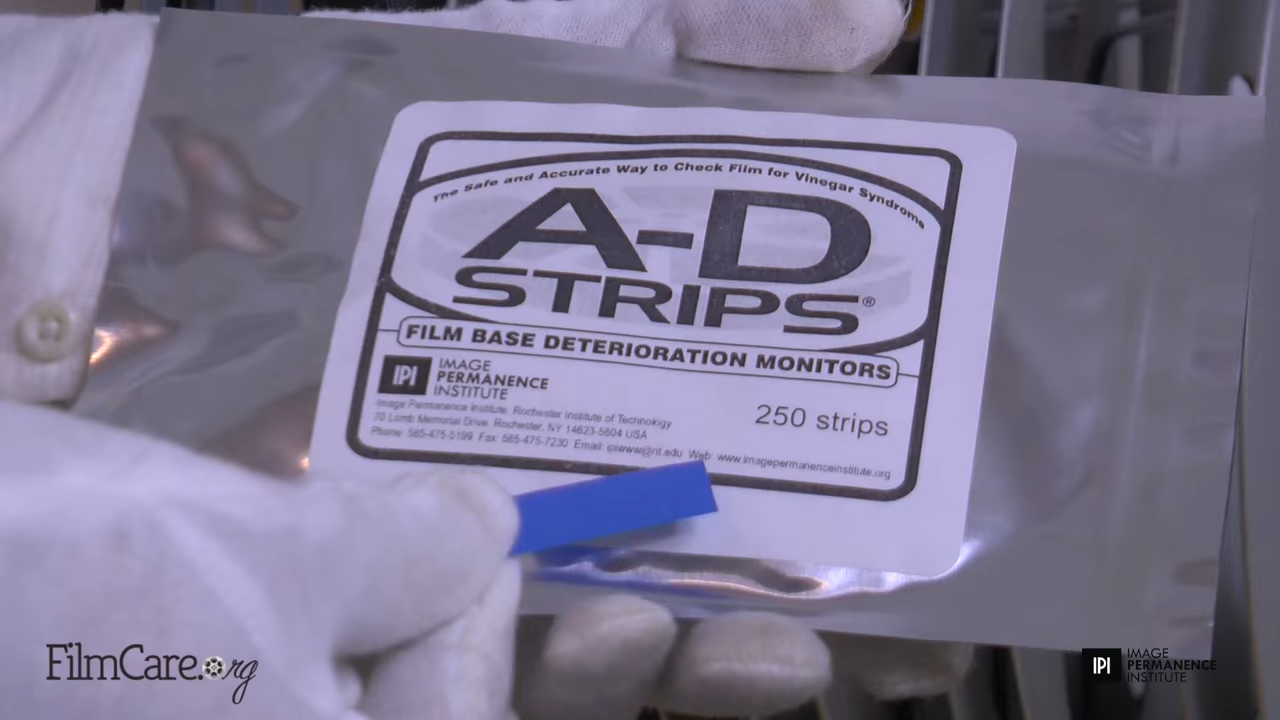 The Safe and Accurate Way to Check Film for Vinegar Syndrome
A-D
STRIPS®
FILM BASE DETERIORATION MONITORS
IPI IMAGE
PERMANENCE
INSTITUTE
250 strips
Image Permanence Institute, Rochester Institute of Technology
70 Lomb Memorial Drive, Rochester, NY 14623-5604 USA
Phone: 585-475-5199 Fax: 585-475-7230 Email: ipiwww@rit.edu Web: www.imagepermanenceinstitute.org
FilmCare.org
IPI IMAGE
PERMANENCE
INSTITUTE